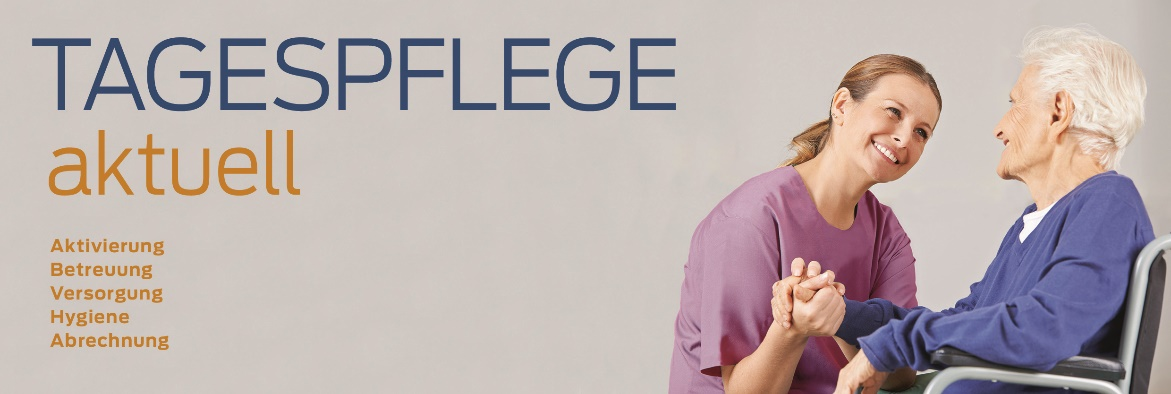 TAGESPFLEGE
aktuell
Aktivierung
Betreuung
Versorgung
Hygiene
Abrechnung